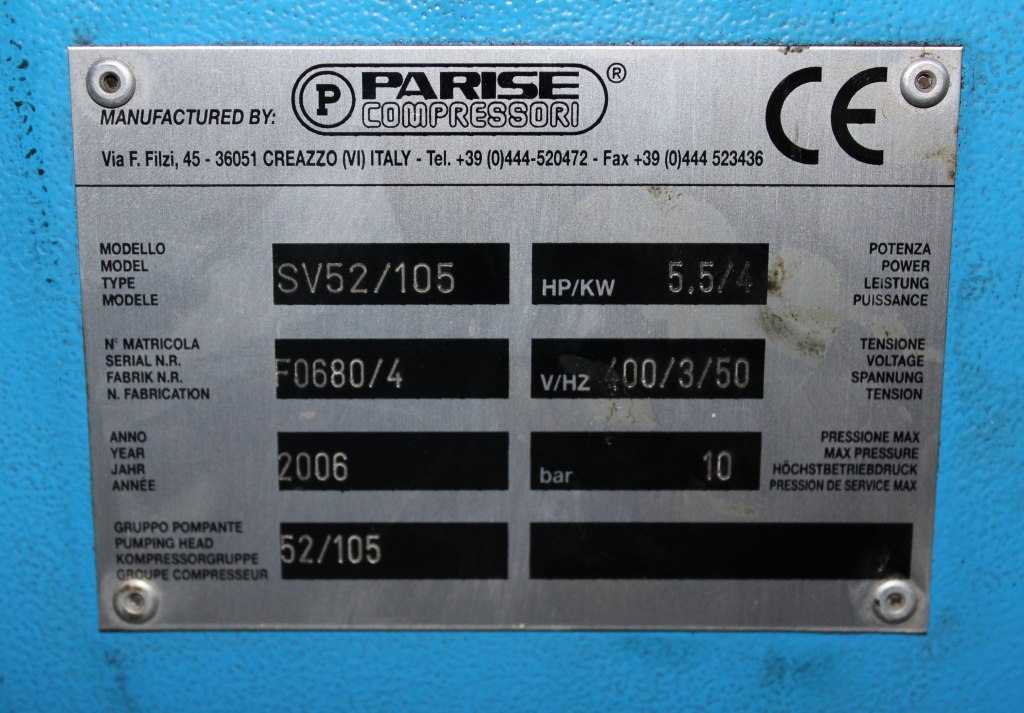 P PARISE ®
COMPRESSORI
CE
MANUFACTURED BY:
Via F. Filzi, 45 - 36051 CREAZZO (VI) ITALY - Tel. +39 (0)444-520472 - Fax +39 (0)444 523436
MODELLO
MODEL
TYPE
MODELE
SV52/105
HP/KW 5,5/4
POTENZA
POWER
LEISTUNG
PUISSANCE
N° MATRICOLA
SERIAL N.R.
FABRIK N.R.
N. FABRICATION
F0680/4
V/HZ 400/3/50
TENSIONE
VOLTAGE
SPANNUNG
TENSION
ANNO
YEAR
JAHR
ANNÉE
2006
bar 10
PRESSIONE MAX
MAX PRESSURE
HÖCHSTBETRIEBDRUCK
PRESSION DE SERVICE MAX
GRUPPO POMPANTE
PUMPING HEAD
KOMPRESSORGRUPPE
GROUPE COMPRESSEUR
52/105